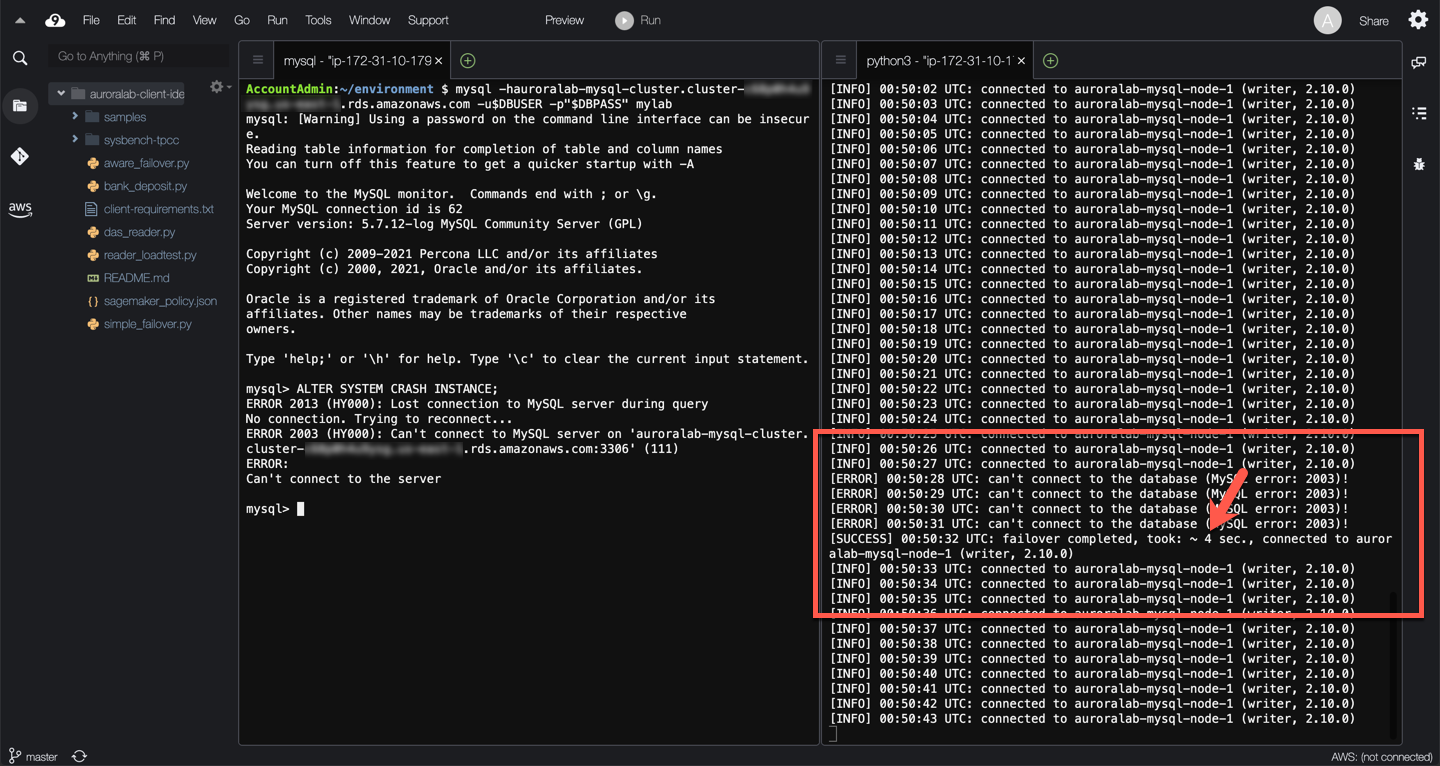 File Edit Find View Go Run Tools Window Support Preview Run A Share
Go to Anything (⌘ P)
auroralab-client-ide
samples
sysbench-tpcc
aware_failover.py
bank_deposit.py
client-requirements.txt
das_reader.py
reader_loadtest.py
README.md
sagemaker_policy.json
simple_failover.py
aws
mysql - "ip-172-31-10-179 ×
AccountAdmin:~/environment $ mysql -hauroralab-mysql-cluster.cluster-
.rds.amazonaws.com -u$DBUSER -p"$DBPASS" mylab
mysql: [Warning] Using a password on the command line interface can be insecur
e.
Reading table information for completion of table and column names
You can turn off this feature to get a quicker startup with -A
Welcome to the MySQL monitor.  Commands end with ; or \g.
Your MySQL connection id is 62
Server version: 5.7.12-log MySQL Community Server (GPL)
Copyright (c) 2009-2021 Percona LLC and/or its affiliates
Copyright (c) 2000, 2021, Oracle and/or its affiliates.
Oracle is a registered trademark of Oracle Corporation and/or its
affiliates. Other names may be trademarks of their respective
owners.
Type 'help;' or '\h' for help. Type '\c' to clear the current input statement.
mysql> ALTER SYSTEM CRASH INSTANCE;
ERROR 2013 (HY000): Lost connection to MySQL server during query
No connection. Trying to reconnect...
ERROR 2003 (HY000): Can't connect to MySQL server on 'auroralab-mysql-cluster.
cluster-
.rds.amazonaws.com:3306' (111)
ERROR:
Can't connect to the server
mysql>
python3 - "ip-172-31-10-1 ×
[INFO] 00:50:02 UTC: connected to auroralab-mysql-node-1 (writer, 2.10.0)
[INFO] 00:50:03 UTC: connected to auroralab-mysql-node-1 (writer, 2.10.0)
[INFO] 00:50:04 UTC: connected to auroralab-mysql-node-1 (writer, 2.10.0)
[INFO] 00:50:05 UTC: connected to auroralab-mysql-node-1 (writer, 2.10.0)
[INFO] 00:50:06 UTC: connected to auroralab-mysql-node-1 (writer, 2.10.0)
[INFO] 00:50:07 UTC: connected to auroralab-mysql-node-1 (writer, 2.10.0)
[INFO] 00:50:08 UTC: connected to auroralab-mysql-node-1 (writer, 2.10.0)
[INFO] 00:50:09 UTC: connected to auroralab-mysql-node-1 (writer, 2.10.0)
[INFO] 00:50:10 UTC: connected to auroralab-mysql-node-1 (writer, 2.10.0)
[INFO] 00:50:11 UTC: connected to auroralab-mysql-node-1 (writer, 2.10.0)
[INFO] 00:50:12 UTC: connected to auroralab-mysql-node-1 (writer, 2.10.0)
[INFO] 00:50:13 UTC: connected to auroralab-mysql-node-1 (writer, 2.10.0)
[INFO] 00:50:14 UTC: connected to auroralab-mysql-node-1 (writer, 2.10.0)
[INFO] 00:50:15 UTC: connected to auroralab-mysql-node-1 (writer, 2.10.0)
[INFO] 00:50:16 UTC: connected to auroralab-mysql-node-1 (writer, 2.10.0)
[INFO] 00:50:17 UTC: connected to auroralab-mysql-node-1 (writer, 2.10.0)
[INFO] 00:50:18 UTC: connected to auroralab-mysql-node-1 (writer, 2.10.0)
[INFO] 00:50:19 UTC: connected to auroralab-mysql-node-1 (writer, 2.10.0)
[INFO] 00:50:20 UTC: connected to auroralab-mysql-node-1 (writer, 2.10.0)
[INFO] 00:50:21 UTC: connected to auroralab-mysql-node-1 (writer, 2.10.0)
[INFO] 00:50:22 UTC: connected to auroralab-mysql-node-1 (writer, 2.10.0)
[INFO] 00:50:23 UTC: connected to auroralab-mysql-node-1 (writer, 2.10.0)
[INFO] 00:50:24 UTC: connected to auroralab-mysql-node-1 (writer, 2.10.0)
[INFO] 00:50:25 UTC: connected to auroralab-mysql-node-1 (writer, 2.10.0)
[INFO] 00:50:26 UTC: connected to auroralab-mysql-node-1 (writer, 2.10.0)
[INFO] 00:50:27 UTC: connected to auroralab-mysql-node-1 (writer, 2.10.0)
[ERROR] 00:50:28 UTC: can't connect to the database (MySQL error: 2003)!
[ERROR] 00:50:29 UTC: can't connect to the database (MySQL error: 2003)!
[ERROR] 00:50:30 UTC: can't connect to the database (MySQL error: 2003)!
[ERROR] 00:50:31 UTC: can't connect to the database (MySQL error: 2003)!
[SUCCESS] 00:50:32 UTC: failover completed, took: ~ 4 sec., connected to auror
alab-mysql-node-1 (writer, 2.10.0)
[INFO] 00:50:33 UTC: connected to auroralab-mysql-node-1 (writer, 2.10.0)
[INFO] 00:50:34 UTC: connected to auroralab-mysql-node-1 (writer, 2.10.0)
[INFO] 00:50:35 UTC: connected to auroralab-mysql-node-1 (writer, 2.10.0)
[INFO] 00:50:36 UTC: connected to auroralab-mysql-node-1 (writer, 2.10.0)
[INFO] 00:50:37 UTC: connected to auroralab-mysql-node-1 (writer, 2.10.0)
[INFO] 00:50:38 UTC: connected to auroralab-mysql-node-1 (writer, 2.10.0)
[INFO] 00:50:39 UTC: connected to auroralab-mysql-node-1 (writer, 2.10.0)
[INFO] 00:50:40 UTC: connected to auroralab-mysql-node-1 (writer, 2.10.0)
[INFO] 00:50:41 UTC: connected to auroralab-mysql-node-1 (writer, 2.10.0)
[INFO] 00:50:42 UTC: connected to auroralab-mysql-node-1 (writer, 2.10.0)
[INFO] 00:50:43 UTC: connected to auroralab-mysql-node-1 (writer, 2.10.0)
master
AWS: (not connected)